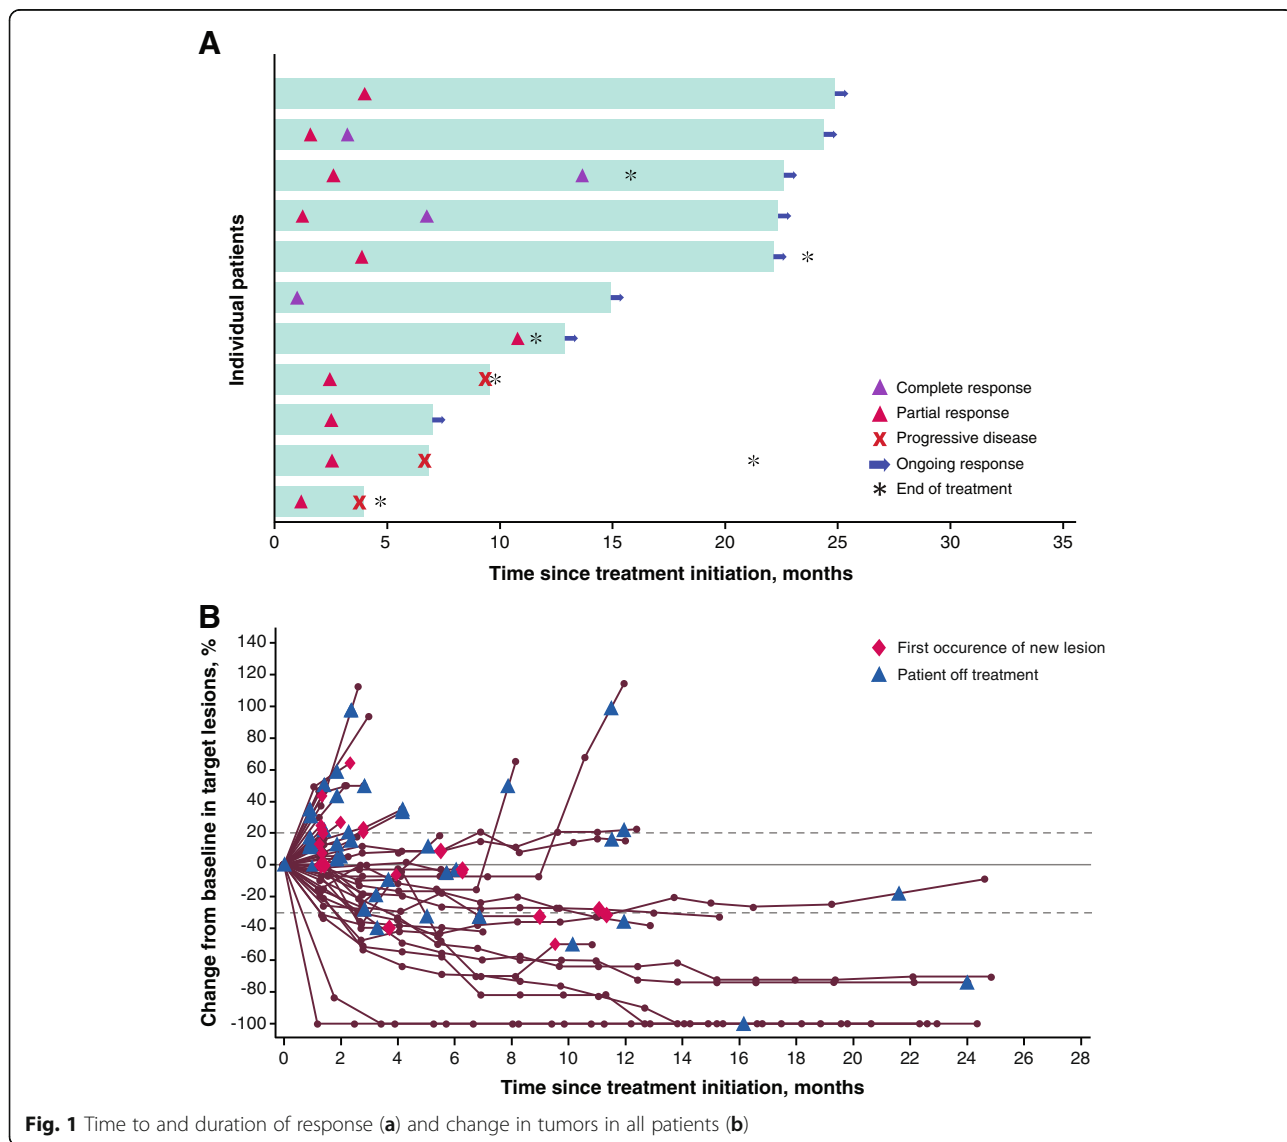 A
Individual patients
Complete response
Partial response
Progressive disease
Ongoing response
End of treatment
0 5 10 15 20 25 30 35
Time since treatment initiation, months
B
Change from baseline in target lesions, %
140
120
100
80
60
40
20
0
-20
-40
-60
-80
-100
First occurence of new lesion
Patient off treatment
0 2 4 6 8 10 12 14 16 18 20 22 24 26 28
Time since treatment initiation, months
Fig. 1 Time to and duration of response (a) and change in tumors in all patients (b)